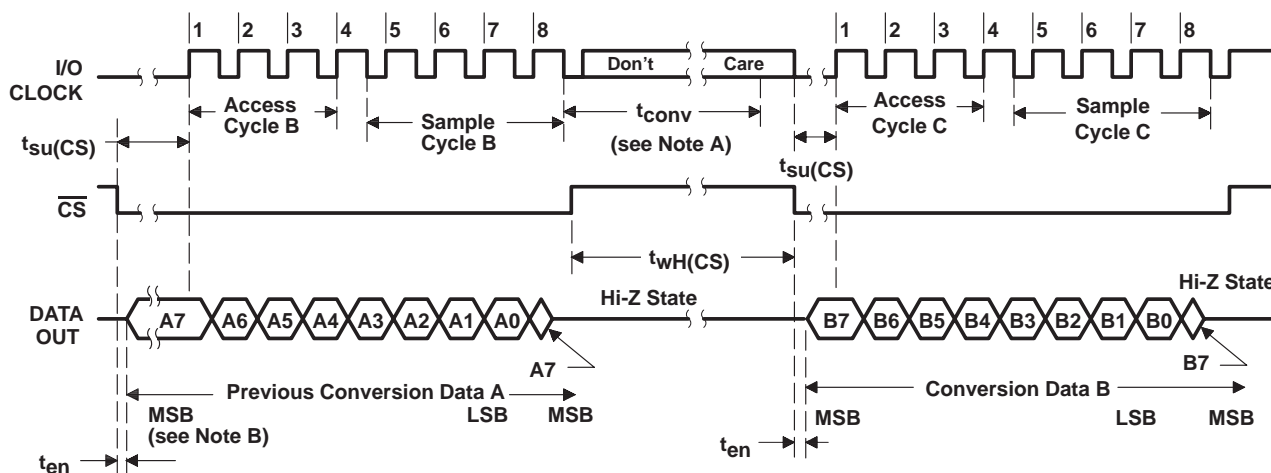 1 2 3 4 5 6 7 8 1 2 3 4 5 6 7 8
I/O
CLOCK
Don't Care
Access
Cycle B
Sample
Cycle B
tconv
(see Note A)
Access
Cycle C
Sample
Cycle C
tsu(CS)
tsu(CS)
CS
twH(CS)
Hi-Z State
Hi-Z State
DATA
OUT
A7 A6 A5 A4 A3 A2 A1 A0
B7 B6 B5 B4 B3 B2 B1 B0
A7
B7
Previous Conversion Data A
Conversion Data B
MSB
(see Note B)
LSB
MSB
MSB
LSB
MSB
ten
ten